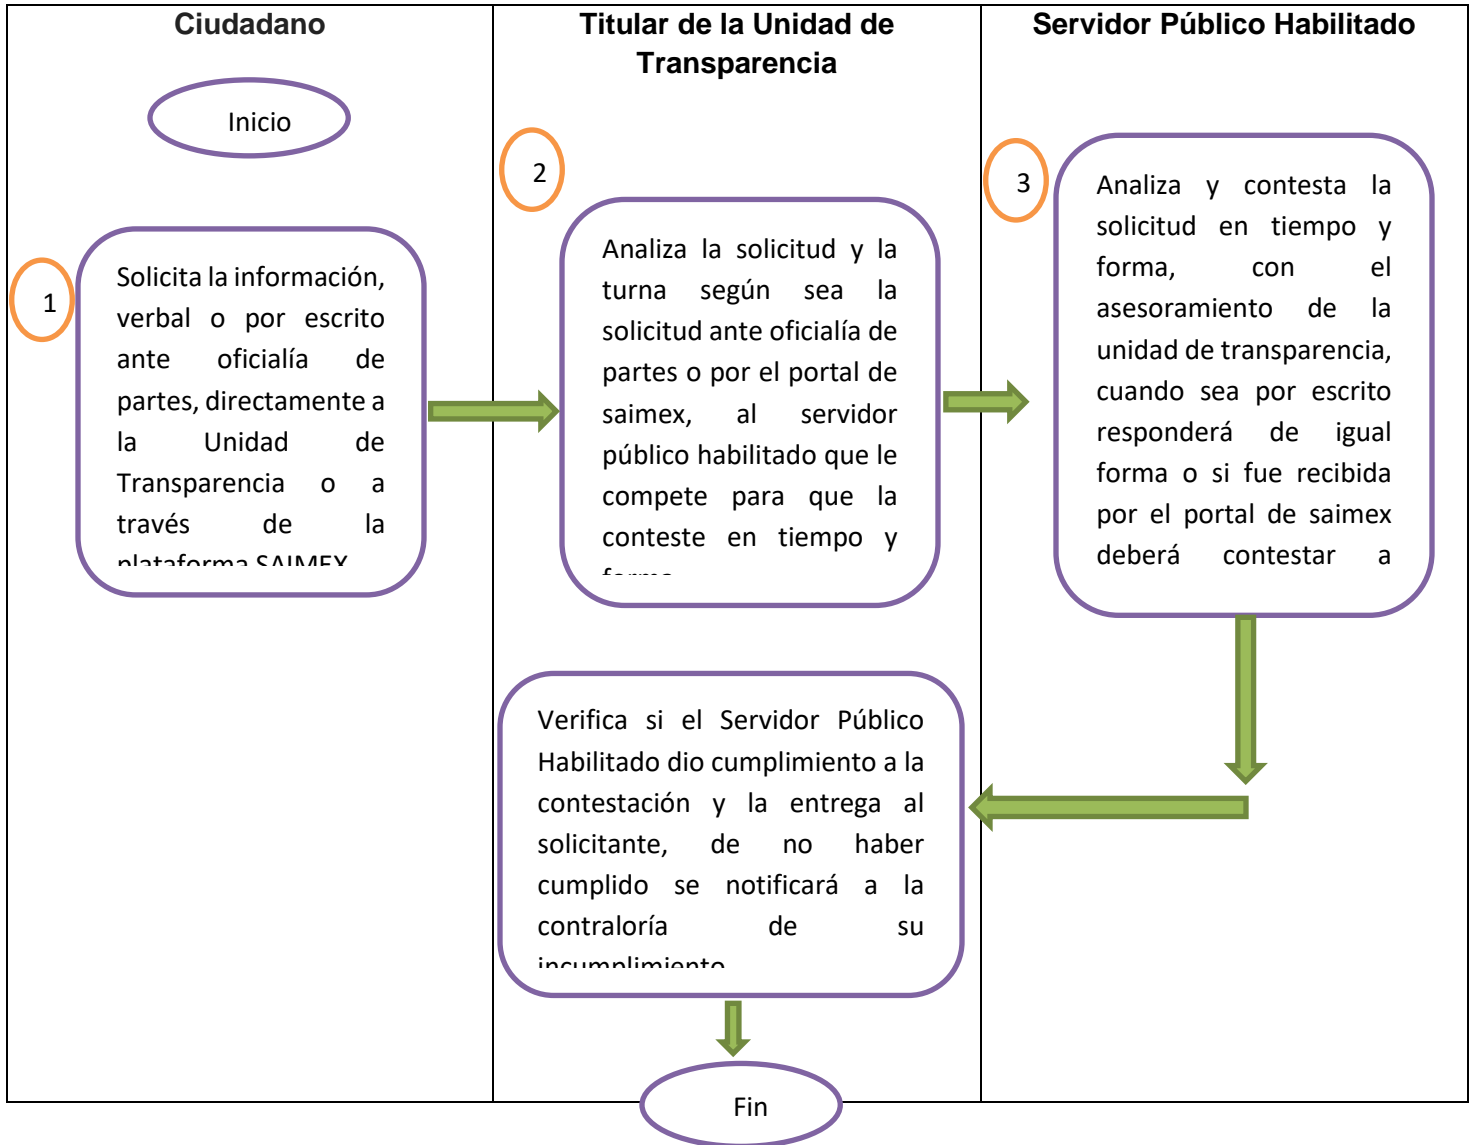 Ciudadano
Titular de la Unidad de
Transparencia
Servidor Público Habilitado
Inicio
1
Solicita la información,
verbal o por escrito
ante oficialía de
partes, directamente a
la Unidad de
Transparencia o a
través de la
plataforma SAIMEX
2
Analiza la solicitud y la
turna según sea la
solicitud ante oficialía de
partes o por el portal de
saimex, al servidor
público habilitado que le
compete para que la
conteste en tiempo y
forma
3
Analiza y contesta la
solicitud en tiempo y
forma, con el
asesoramiento de la
unidad de transparencia,
cuando sea por escrito
responderá de igual
forma o si fue recibida
por el portal de saimex
deberá contestar a
Verifica si el Servidor Público
Habilitado dio cumplimiento a la
contestación y la entrega al
solicitante, de no haber
cumplido se notificará a la
contraloría de su
incumplimiento
Fin